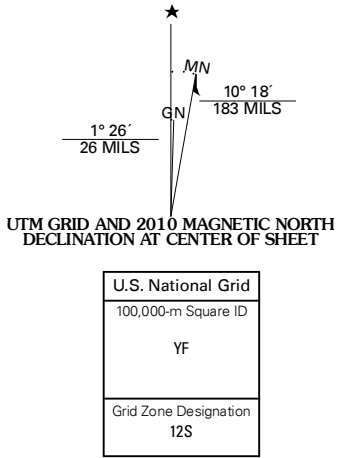 MN
10° 18´
183 MILS
GN
1° 26´
26 MILS
UTM GRID AND 2010 MAGNETIC NORTH
DECLINATION AT CENTER OF SHEET
U.S. National Grid
100,000-m Square ID
YF
Grid Zone Designation
12S